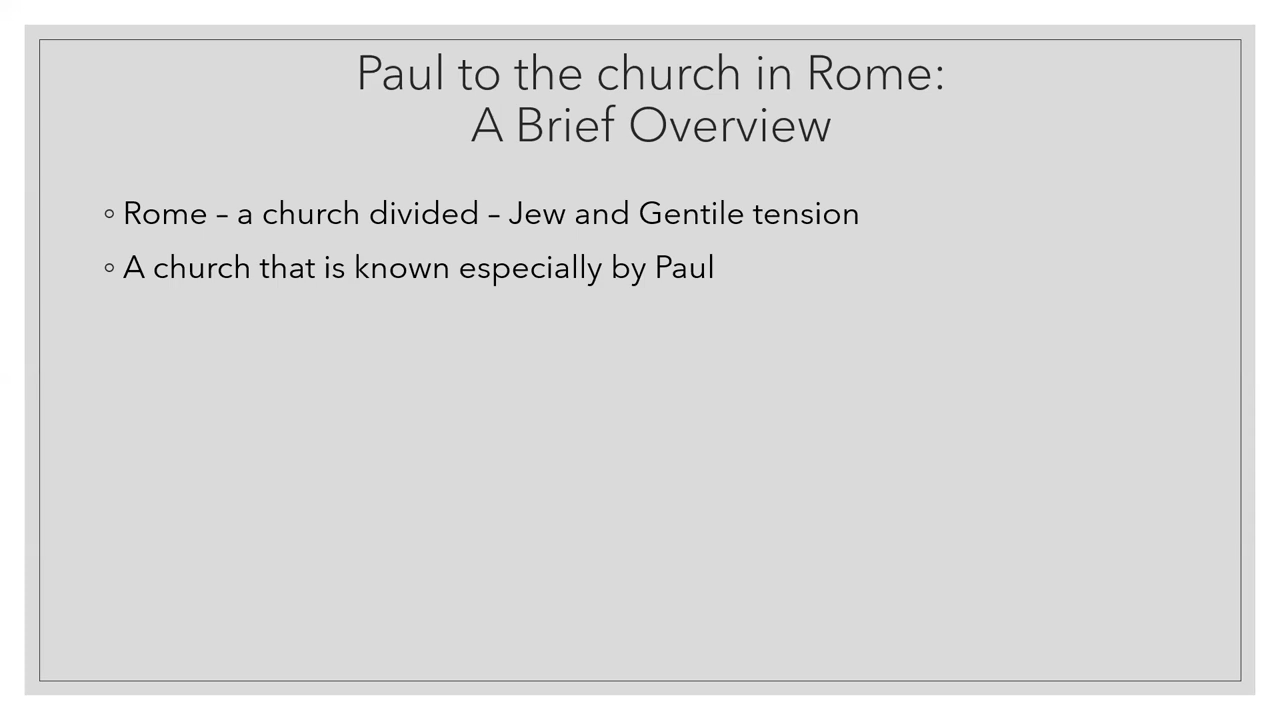 Paul to the church in Rome:
A Brief Overview
◦ Rome – a church divided – Jew and Gentile tension
◦ A church that is known especially by Paul